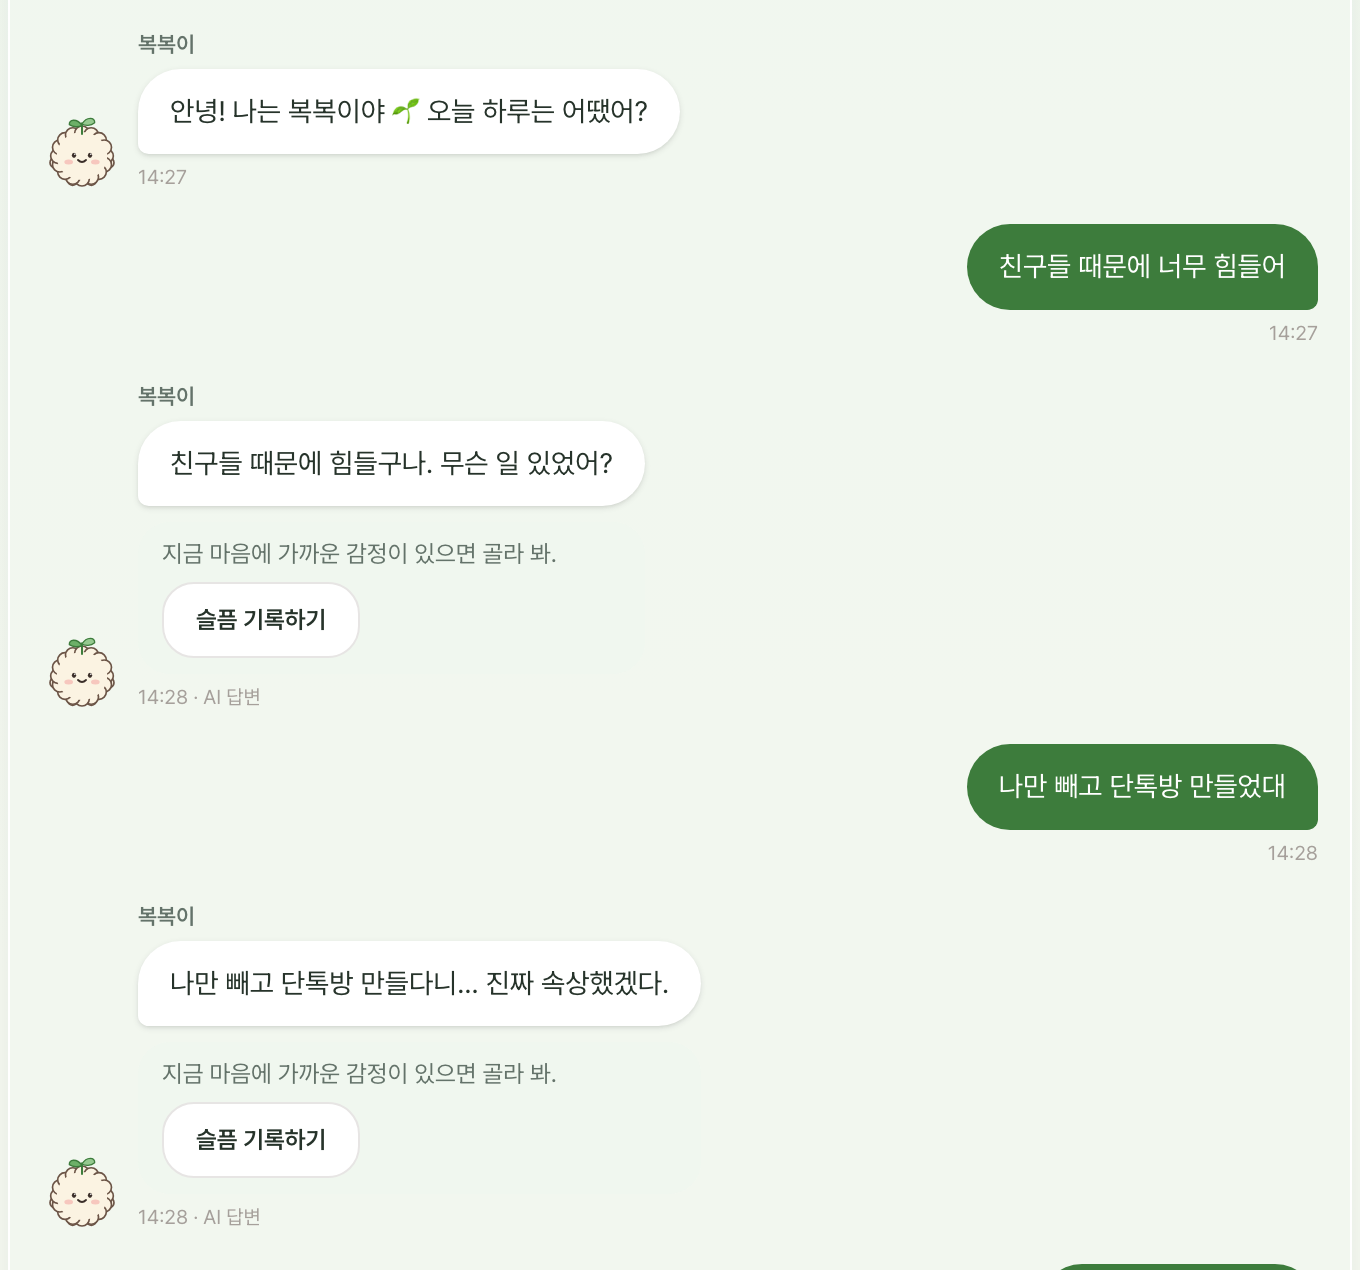 복복이
안녕! 나는 복복이야 🌱 오늘 하루는 어땠어?
14:27
친구들 때문에 너무 힘들어
14:27
복복이
친구들 때문에 힘들구나. 무슨 일 있었어?
지금 마음에 가까운 감정이 있으면 골라 봐.
슬픔 기록하기
14:28 · AI 답변
나만 빼고 단톡방 만들었대
14:28
복복이
나만 빼고 단톡방 만들다니... 진짜 속상했겠다.
지금 마음에 가까운 감정이 있으면 골라 봐.
슬픔 기록하기
14:28 · AI 답변